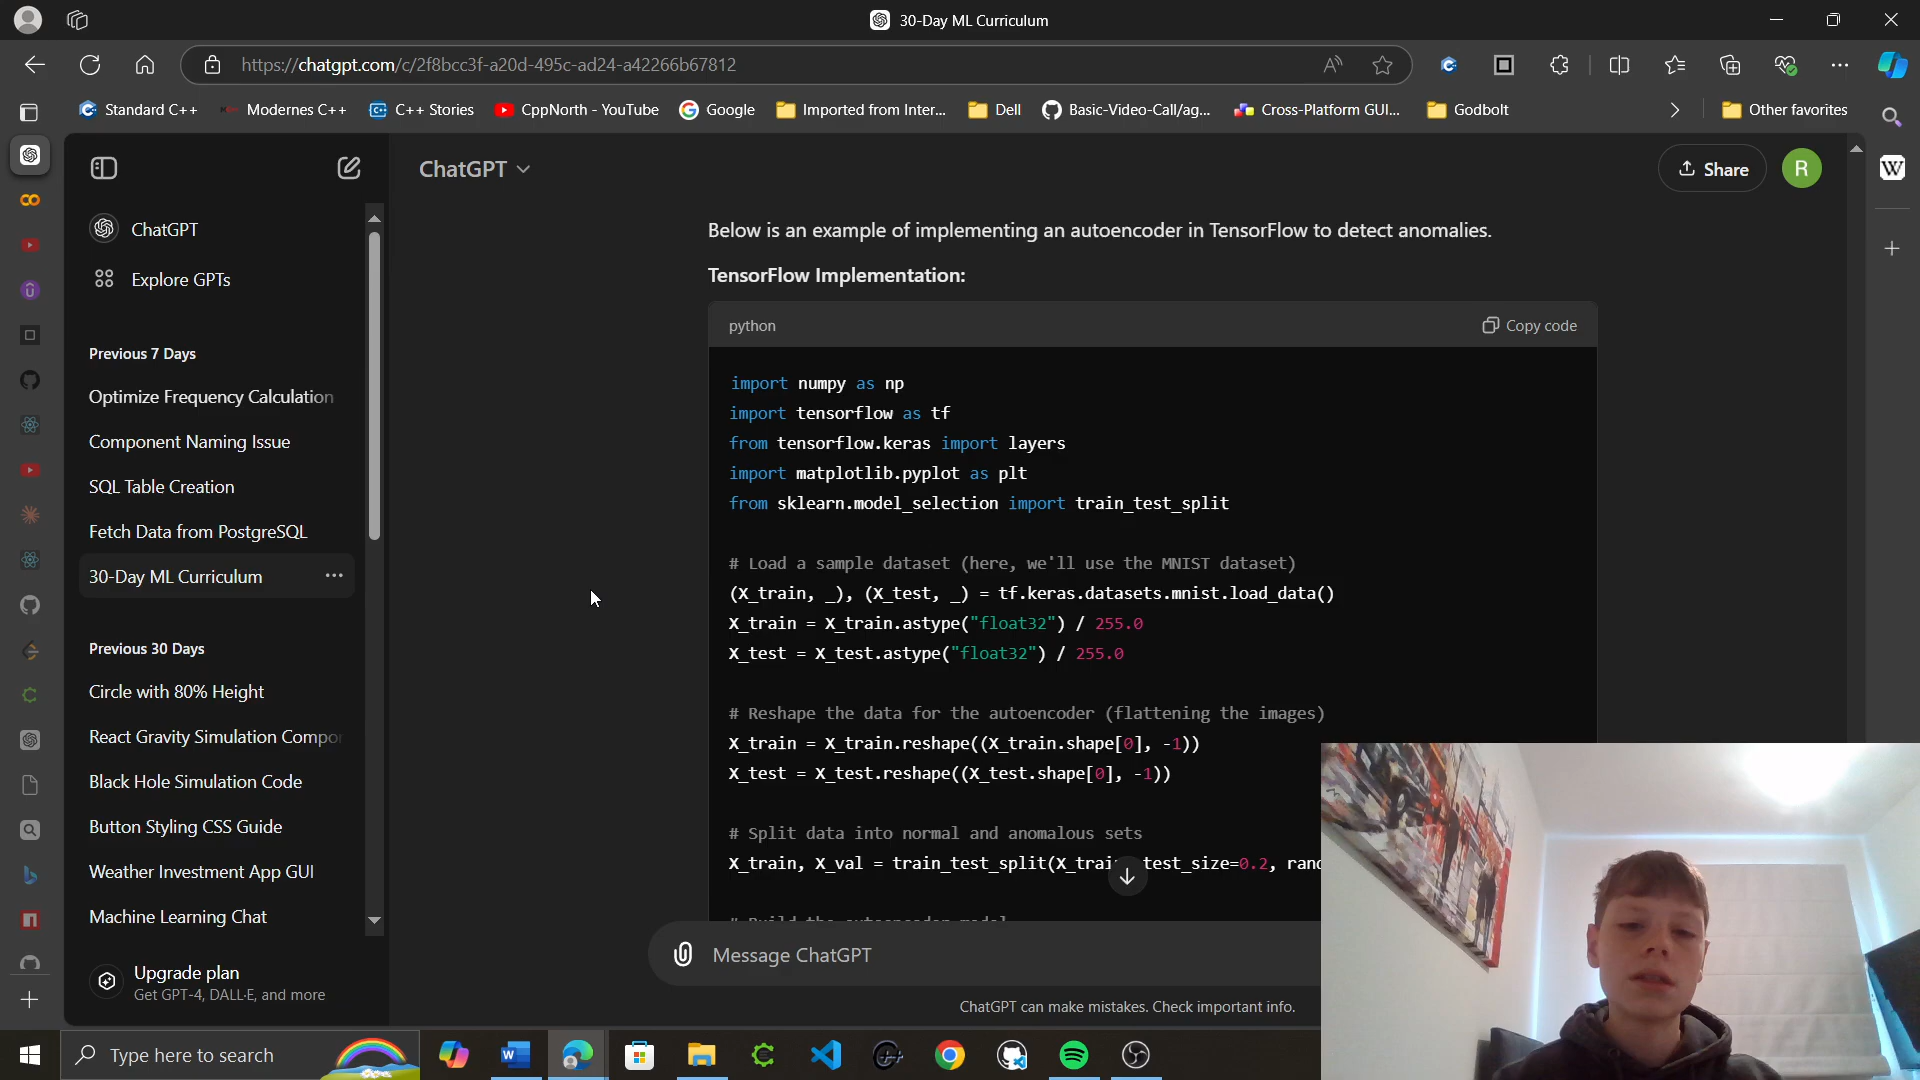 30-Day ML Curriculum
https://chatgpt.com/c/2f8bcc3f-a20d-495c-ad24-a42266b67812
Standard C++
Modernes C++
C++ Stories
CppNorth - YouTube
Google
Imported from Inter...
Dell
Basic-Video-Call/ag...
Cross-Platform GUI...
Godbolt
Other favorites
ChatGPT
Explore GPTs
Previous 7 Days
Optimize Frequency Calculation
Component Naming Issue
SQL Table Creation
Fetch Data from PostgreSQL
30-Day ML Curriculum
Previous 30 Days
Circle with 80% Height
React Gravity Simulation Compo
Black Hole Simulation Code
Button Styling CSS Guide
Weather Investment App GUI
Machine Learning Chat
Upgrade plan
Get GPT-4, DALL·E, and more
ChatGPT
Share
R
W
Below is an example of implementing an autoencoder in TensorFlow to detect anomalies.
TensorFlow Implementation:
python
Copy code
import numpy as np
import tensorflow as tf
from tensorflow.keras import layers
import matplotlib.pyplot as plt
from sklearn.model_selection import train_test_split
# Load a sample dataset (here, we'll use the MNIST dataset)
(X_train, _), (X_test, _) = tf.keras.datasets.mnist.load_data()
X_train = X_train.astype("float32") / 255.0
X_test = X_test.astype("float32") / 255.0
# Reshape the data for the autoencoder (flattening the images)
X_train = X_train.reshape((X_train.shape[0], -1))
X_test = X_test.reshape((X_test.shape[0], -1))
# Split data into normal and anomalous sets
X_train, X_val = train_test_split(X_trai test_size=0.2, ranc
# Build the autoencoder model
Message ChatGPT
ChatGPT can make mistakes. Check important info.
Type here to search